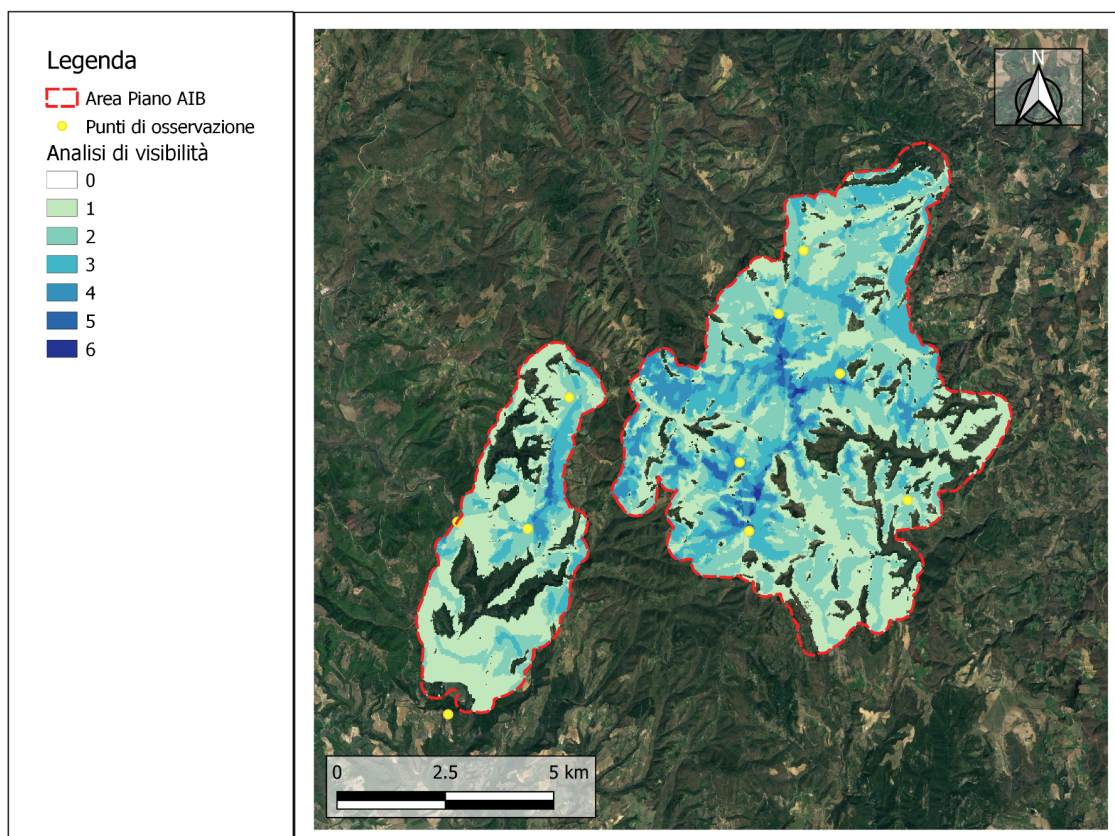 Legenda
Area Piano AIB
Punti di osservazione
Analisi di visibilità
0
1
2
3
4
5
6
N
0 2.5 5 km